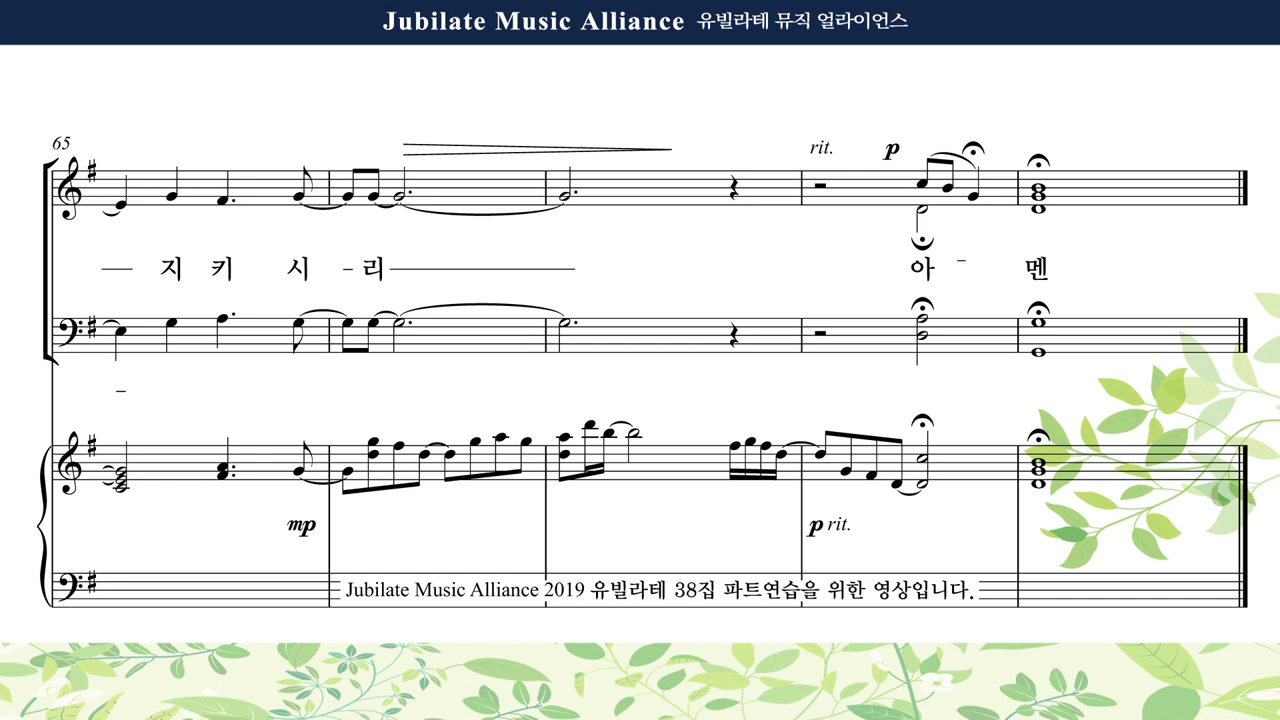 Jubilate Music Alliance 유빌라테 뮤직 얼라이언스
65
rit. p
지 키 시 - 리 아 - 멘
-
mp p rit.
Jubilate Music Alliance 2019 유빌라테 38집 파트연습을 위한 영상입니다.